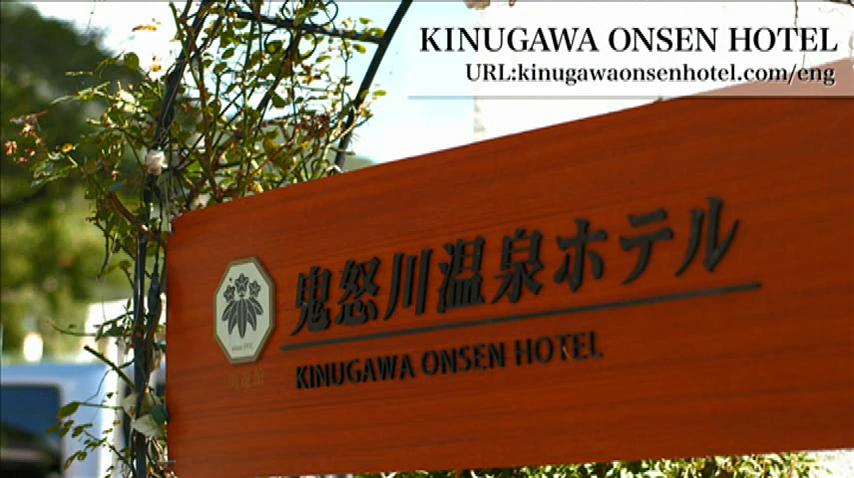 KINUGAWA ONSEN HOTEL
URL:kinugawaonsenhotel.com/eng
鬼怒川温泉ホテル
KINUGAWA ONSEN HOTEL